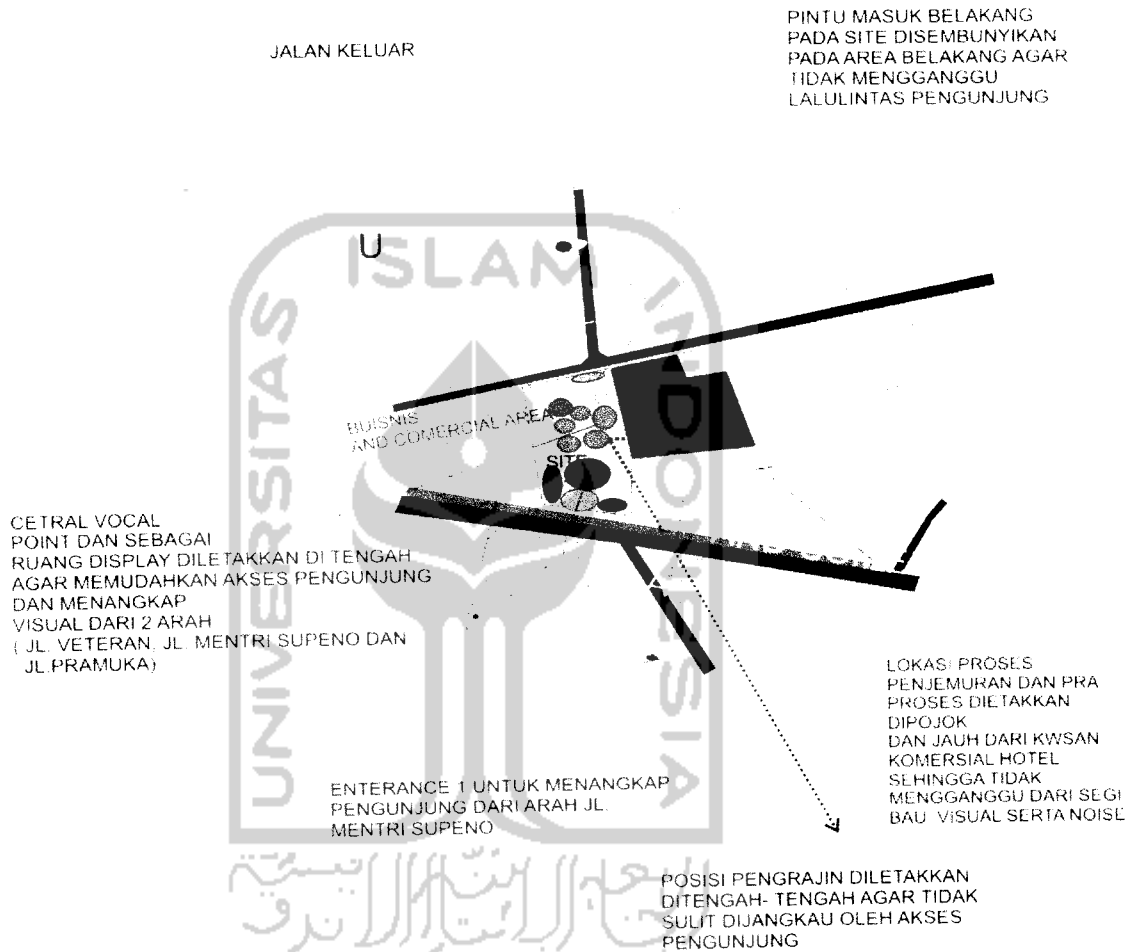 JALAN KELUAR
PINTU MASUK BELAKANG
PADA SITE DISEMBUNYIKAN
PADA AREA BELAKANG AGAR
TIDAK MENGGANGGU
LALULINTAS PENGUNJUNG
U
UNIVERSITAS
ISLAM
INDONESIA
BUISNIS
AND COMERCIAL AREA
SITE
CETRAL VOCAL
POINT DAN SEBAGAI
RUANG DISPLAY DILETAKKAN DI TENGAH
AGAR MEMUDAHKAN AKSES PENGUNJUNG
DAN MENANGKAP
VISUAL DARI 2 ARAH
( JL. VETERAN, JL. MENTRI SUPENO DAN
JL.PRAMUKA)
LOKASI PROSES
PENJEMURAN DAN PRA
PROSES DIETAKKAN
DIPOJOK
DAN JAUH DARI KWSAN
KOMERSIAL HOTEL
SEHINGGA TIDAK
MENGGANGGU DARI SEGI
BAU VISUAL SERTA NOISE
ENTERANCE 1 UNTUK MENANGKAP
PENGUNJUNG DARI ARAH JL.
MENTRI SUPENO
POSISI PENGRAJIN DILETAKKAN
DITENGAH- TENGAH AGAR TIDAK
SULIT DIJANGKAU OLEH AKSES
PENGUNJUNG